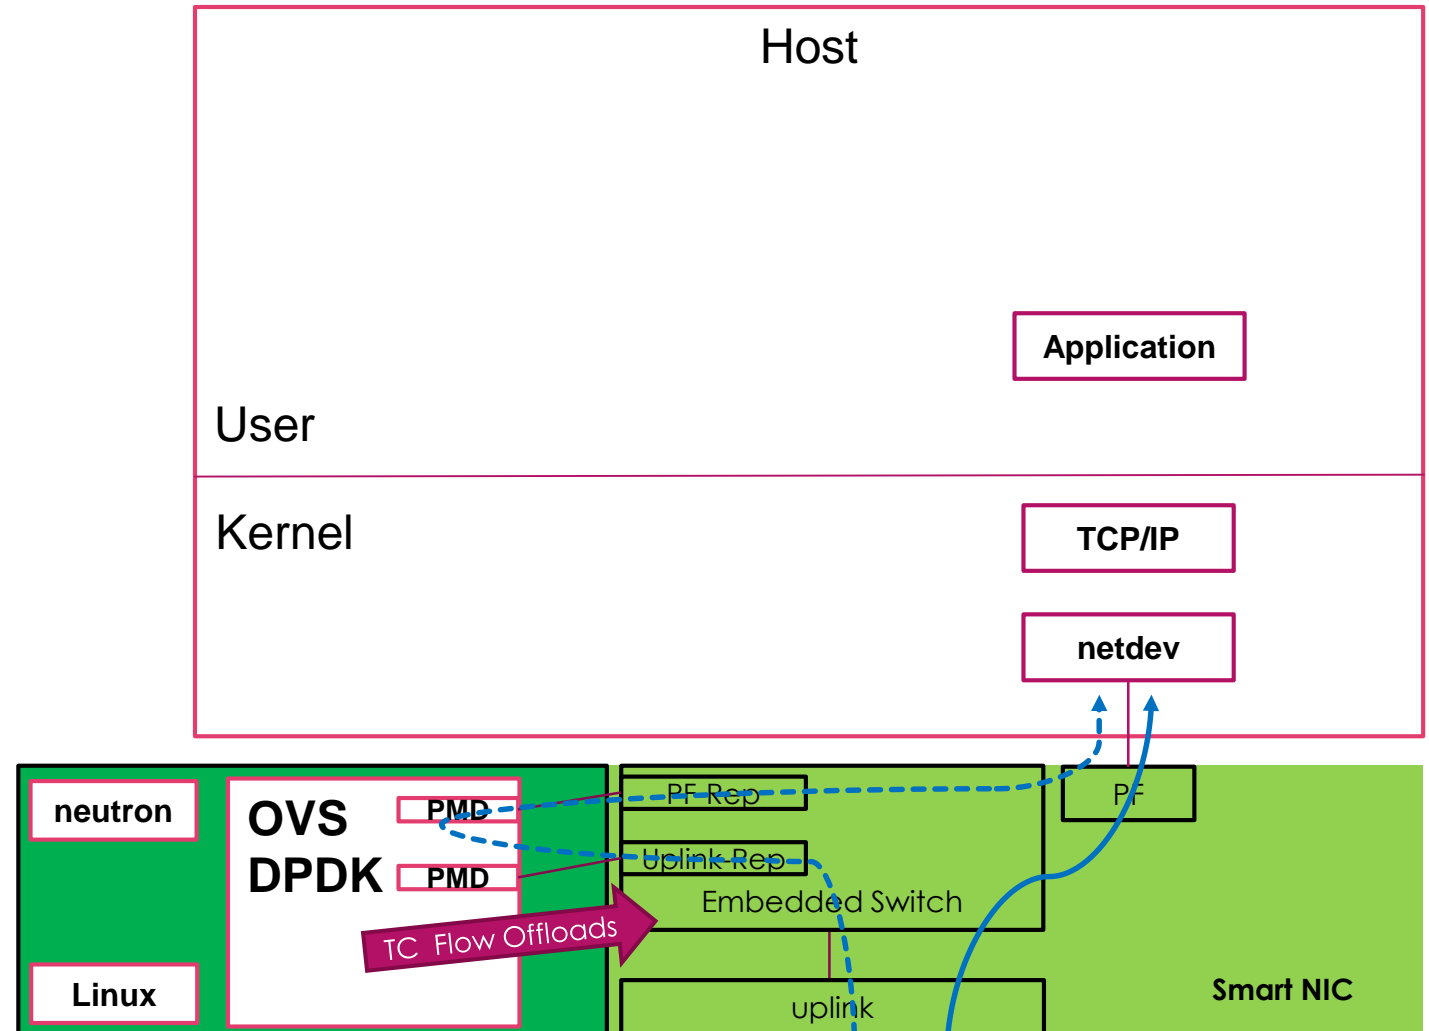 Host
Application
User
Kernel
TCP/IP
netdev
neutron
OVS
DPDK
PMD
PMD
PF Rep
Uplink Rep
PF
Embedded Switch
TC Flow Offloads
Linux
uplink
Smart NIC